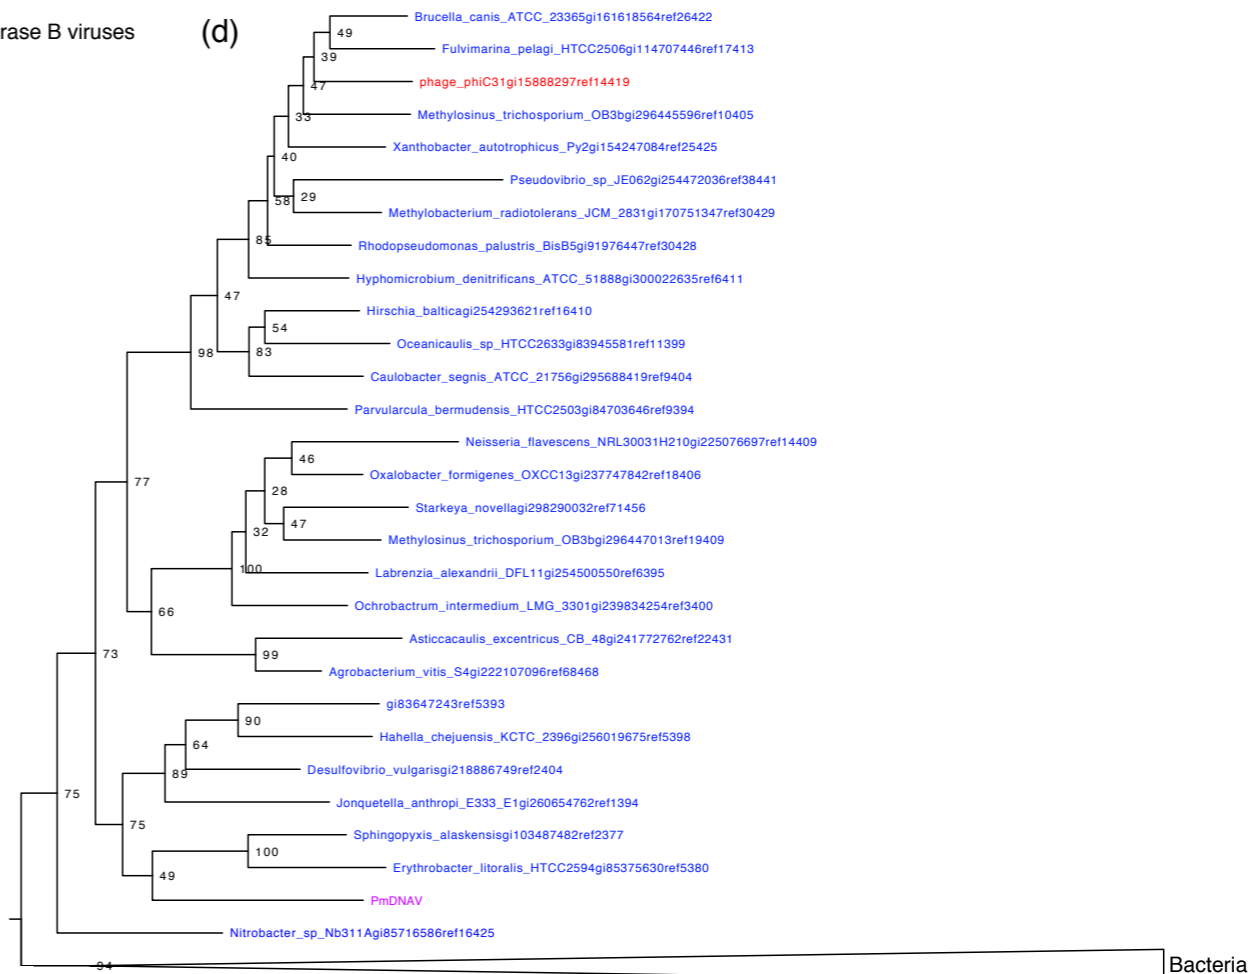 rase B viruses
(d)
Brucella_canis_ATCC_23365gi161618564ref26422
49
Fulvimarina_pelagi_HTCC2506gi114707446ref17413
39
phage_phiC31gi15888297ref14419
47
Methylosinus_trichosporium_OB3bgi296445596ref10405
33
Xanthobacter_autotrophicus_Py2gi154247084ref25425
40
Pseudovibrio_sp_JE062gi254472036ref38441
29
58
Methylobacterium_radiotolerans_JCM_2831gi170751347ref30429
85
Rhodopseudomonas_palustris_BisB5gi91976447ref30428
Hyphomicrobium_denitrificans_ATCC_51888gi300022635ref6411
47
Hirschia_balticagi254293621ref16410
54
Oceanicaulis_sp_HTCC2633gi83945581ref11399
98
83
Caulobacter_segnis_ATCC_21756gi295688419ref9404
Parvularcula_bermudensis_HTCC2503gi84703646ref9394
Neisseria_flavescens_NRL30031H210gi225076697ref14409
46
Oxalobacter_formigenes_OXCC13gi237747842ref18406
77
28
Starkeya_novellagi298290032ref71456
47
32
Methylosinus_trichosporium_OB3bgi296447013ref19409
100
Labrenzia_alexandrii_DFL11gi254500550ref6395
Ochrobactrum_intermedium_LMG_3301gi239834254ref3400
66
Asticcacaulis_excentricus_CB_48gi241772762ref22431
73
99
Agrobacterium_vitis_S4gi222107096ref68468
gi83647243ref5393
90
Hahella_chejuensis_KCTC_2396gi256019675ref5398
64
Desulfovibrio_vulgarisgi218886749ref2404
89
75
Jonquetella_anthropi_E333_E1gi260654762ref1394
75
Sphingopyxis_alaskensisgi103487482ref2377
100
Erythrobacter_litoralis_HTCC2594gi85375630ref5380
49
PmDNAV
Nitrobacter_sp_Nb311Agi85716586ref16425
94
Bacteria